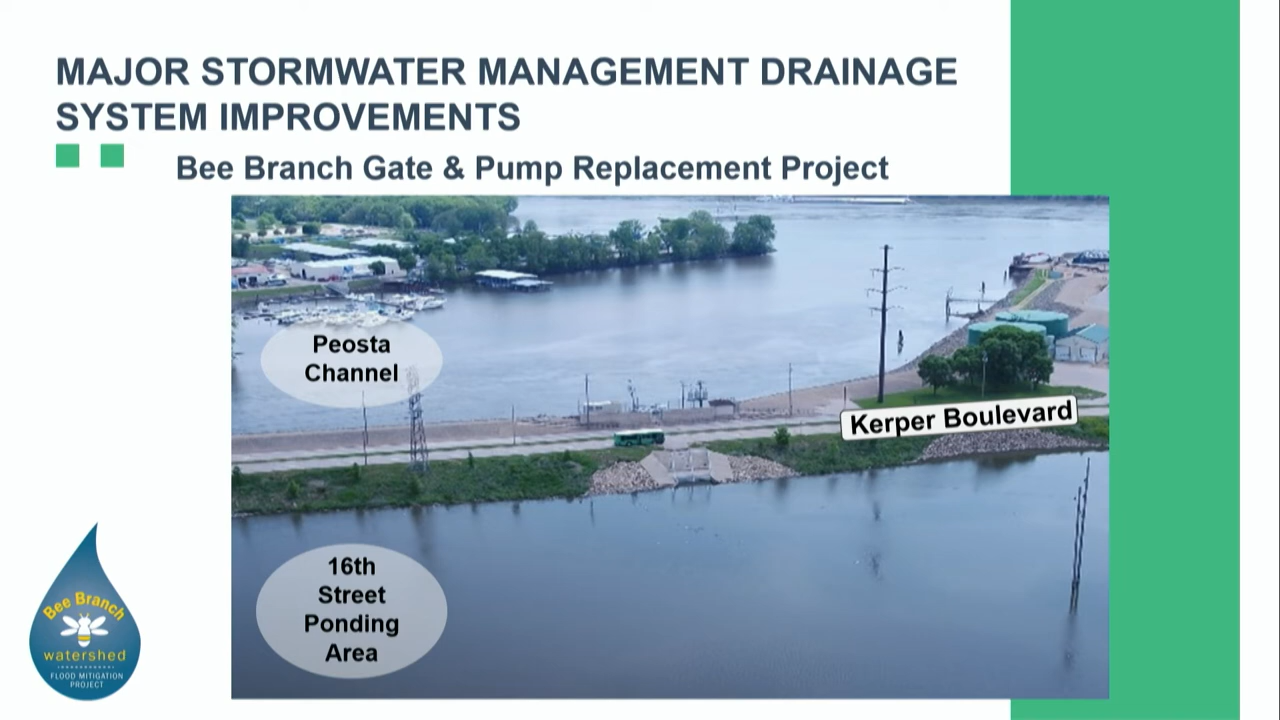 MAJOR STORMWATER MANAGEMENT DRAINAGE
SYSTEM IMPROVEMENTS
Bee Branch Gate & Pump Replacement Project
Peosta
Channel
Kerper Boulevard
16th
Street
Ponding
Area
Bee Branch
watershed
FLOOD MITIGATION
PROJECT